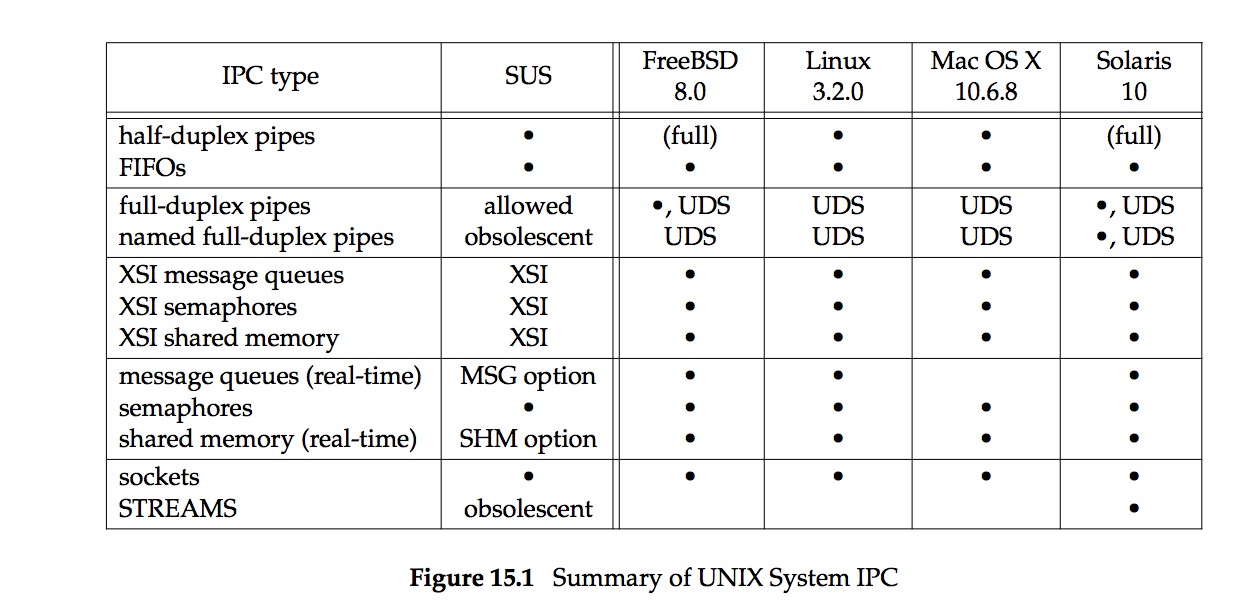 IPC type SUS FreeBSD 8.0 Linux 3.2.0 Mac OS X 10.6.8 Solaris 10
half-duplex pipes • (full) • • (full)
FIFOs • • • • •
full-duplex pipes allowed •, UDS UDS UDS •, UDS
named full-duplex pipes obsolescent UDS UDS UDS •, UDS
XSI message queues XSI • • • •
XSI semaphores XSI • • • •
XSI shared memory XSI • • • •
message queues (real-time) MSG option • • •
semaphores • • • • •
shared memory (real-time) SHM option • • • •
sockets • • • • •
STREAMS obsolescent •
Figure 15.1 Summary of UNIX System IPC